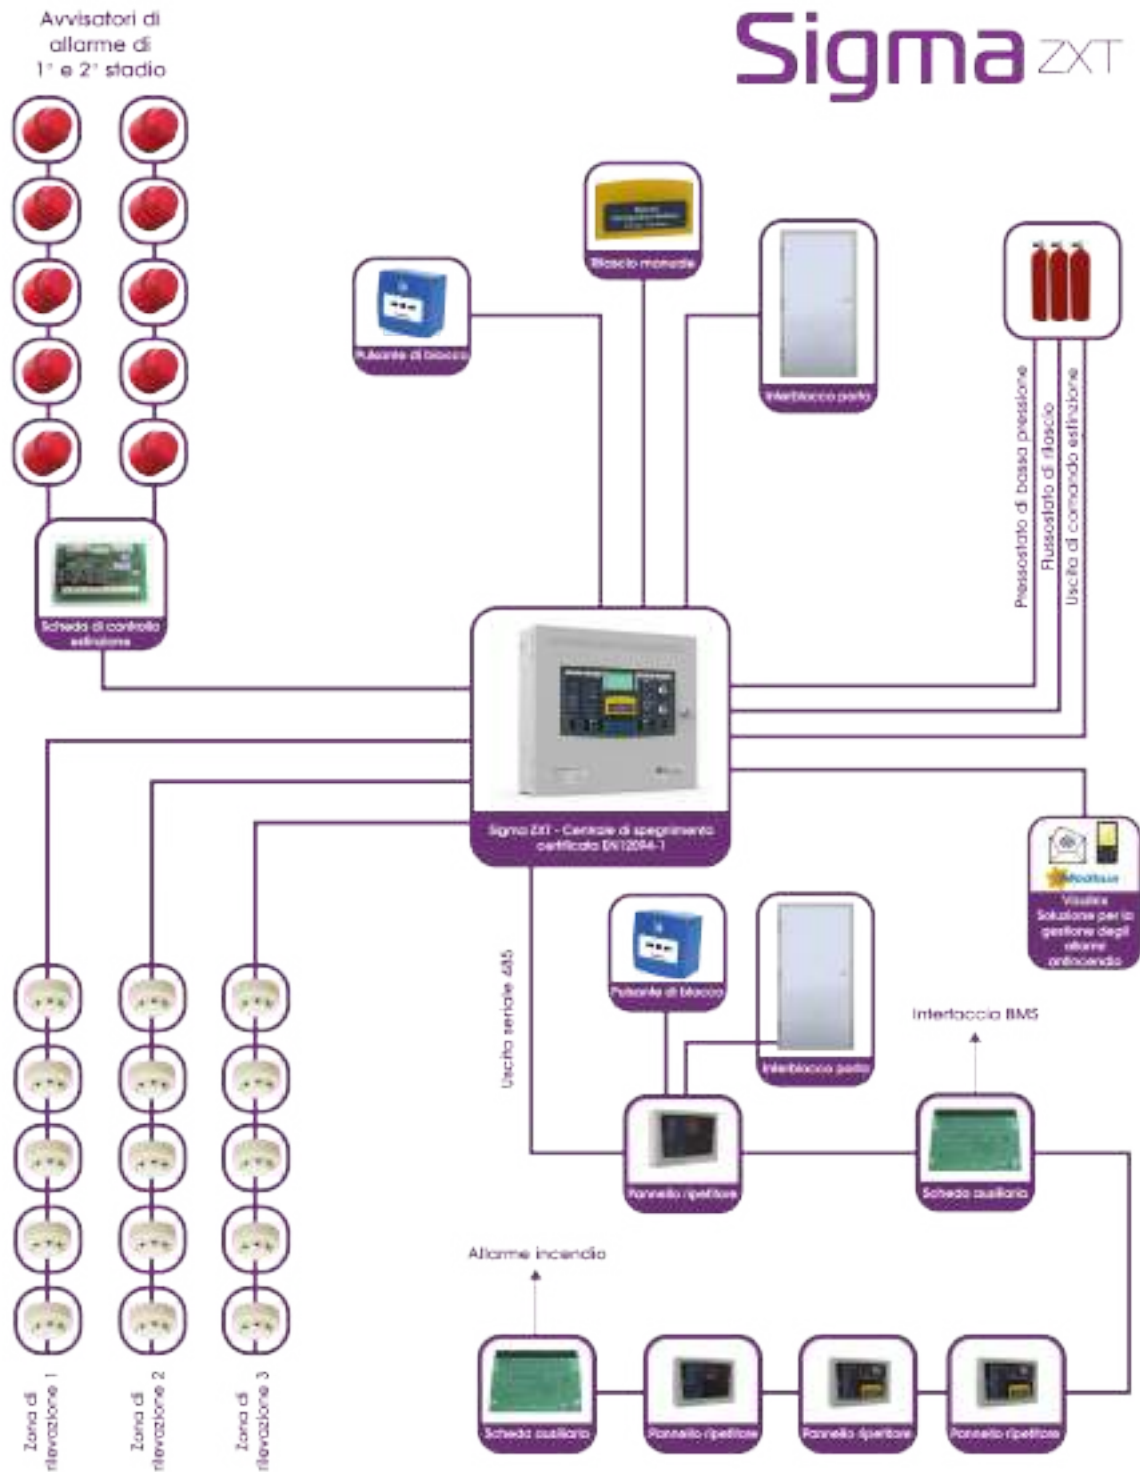 Avvisatori di
allarme di
1° e 2° stadio
Sigma ZXT
Rilascio manuale
Pulsante di blocco
Interblocco porta
Pressostato di bassa pressione
Flussostato di rilascio
Uscita di comando estinzione
Scheda di controllo
estinzione
Sigma ZXT - Centrale di spegnimento
certificata EN12094-1
Visualine
Soluzione per la
gestione degli
allarmi
antincendio
Uscita seriale 485
Pulsante di blocco
Interblocco porta
Interfaccia BMS
Pannello ripetitore
Scheda ausiliaria
Allarme incendio
Scheda ausiliaria
Pannello ripetitore
Pannello ripetitore
Pannello ripetitore
Zona di
rilevazione 1
Zona di
rilevazione 2
Zona di
rilevazione 3